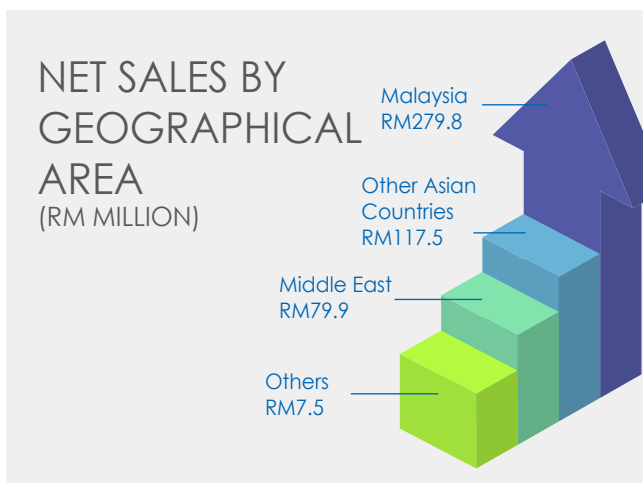 NET SALES BY
GEOGRAPHICAL
AREA
(RM MILLION)
Malaysia
RM279.8
Other Asian
Countries
RM117.5
Middle East
RM79.9
Others
RM7.5